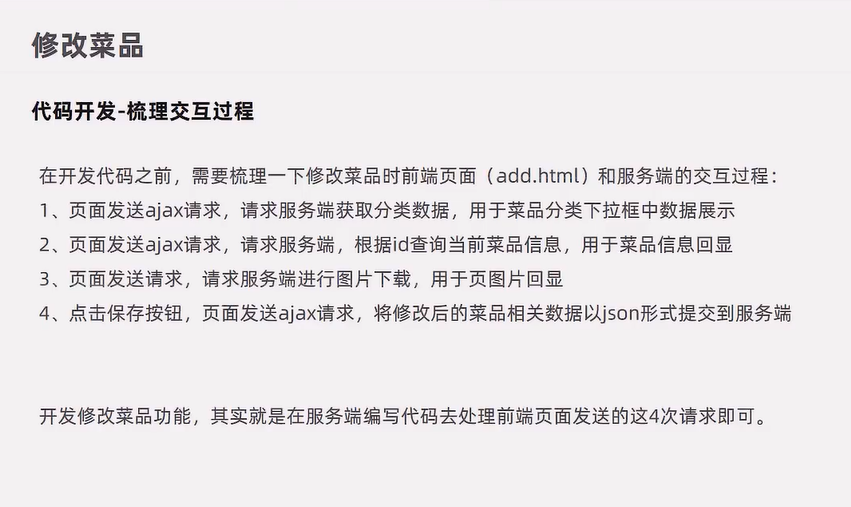 修改菜品
代码开发-梳理交互过程
在开发代码之前，需要梳理一下修改菜品时前端页面（add.html）和服务端的交互过程：
1、页面发送ajax请求，请求服务端获取分类数据，用于菜品分类下拉框中数据展示
2、页面发送ajax请求，请求服务端，根据id查询当前菜品信息，用于菜品信息回显
3、页面发送请求，请求服务端进行图片下载，用于页图片回显
4、点击保存按钮，页面发送ajax请求，将修改后的菜品相关数据以json形式提交到服务端
开发修改菜品功能，其实就是在服务端编写代码去处理前端页面发送的这4次请求即可。